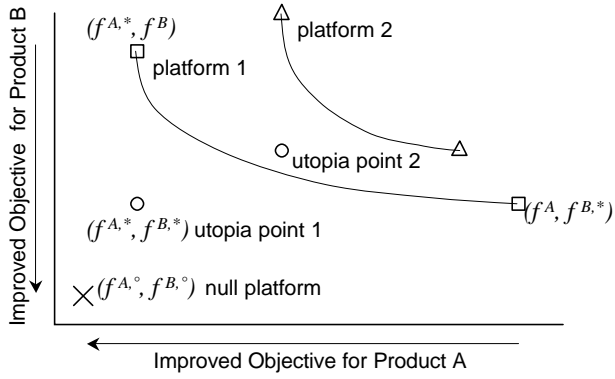 (f^{A,*}, f^B)
platform 2
platform 1
utopia point 2
(f^A, f^{B,*})
(f^{A,*}, f^{B,*}) utopia point 1
(f^{A,°}, f^{B,°}) null platform
Improved Objective for Product B
Improved Objective for Product A